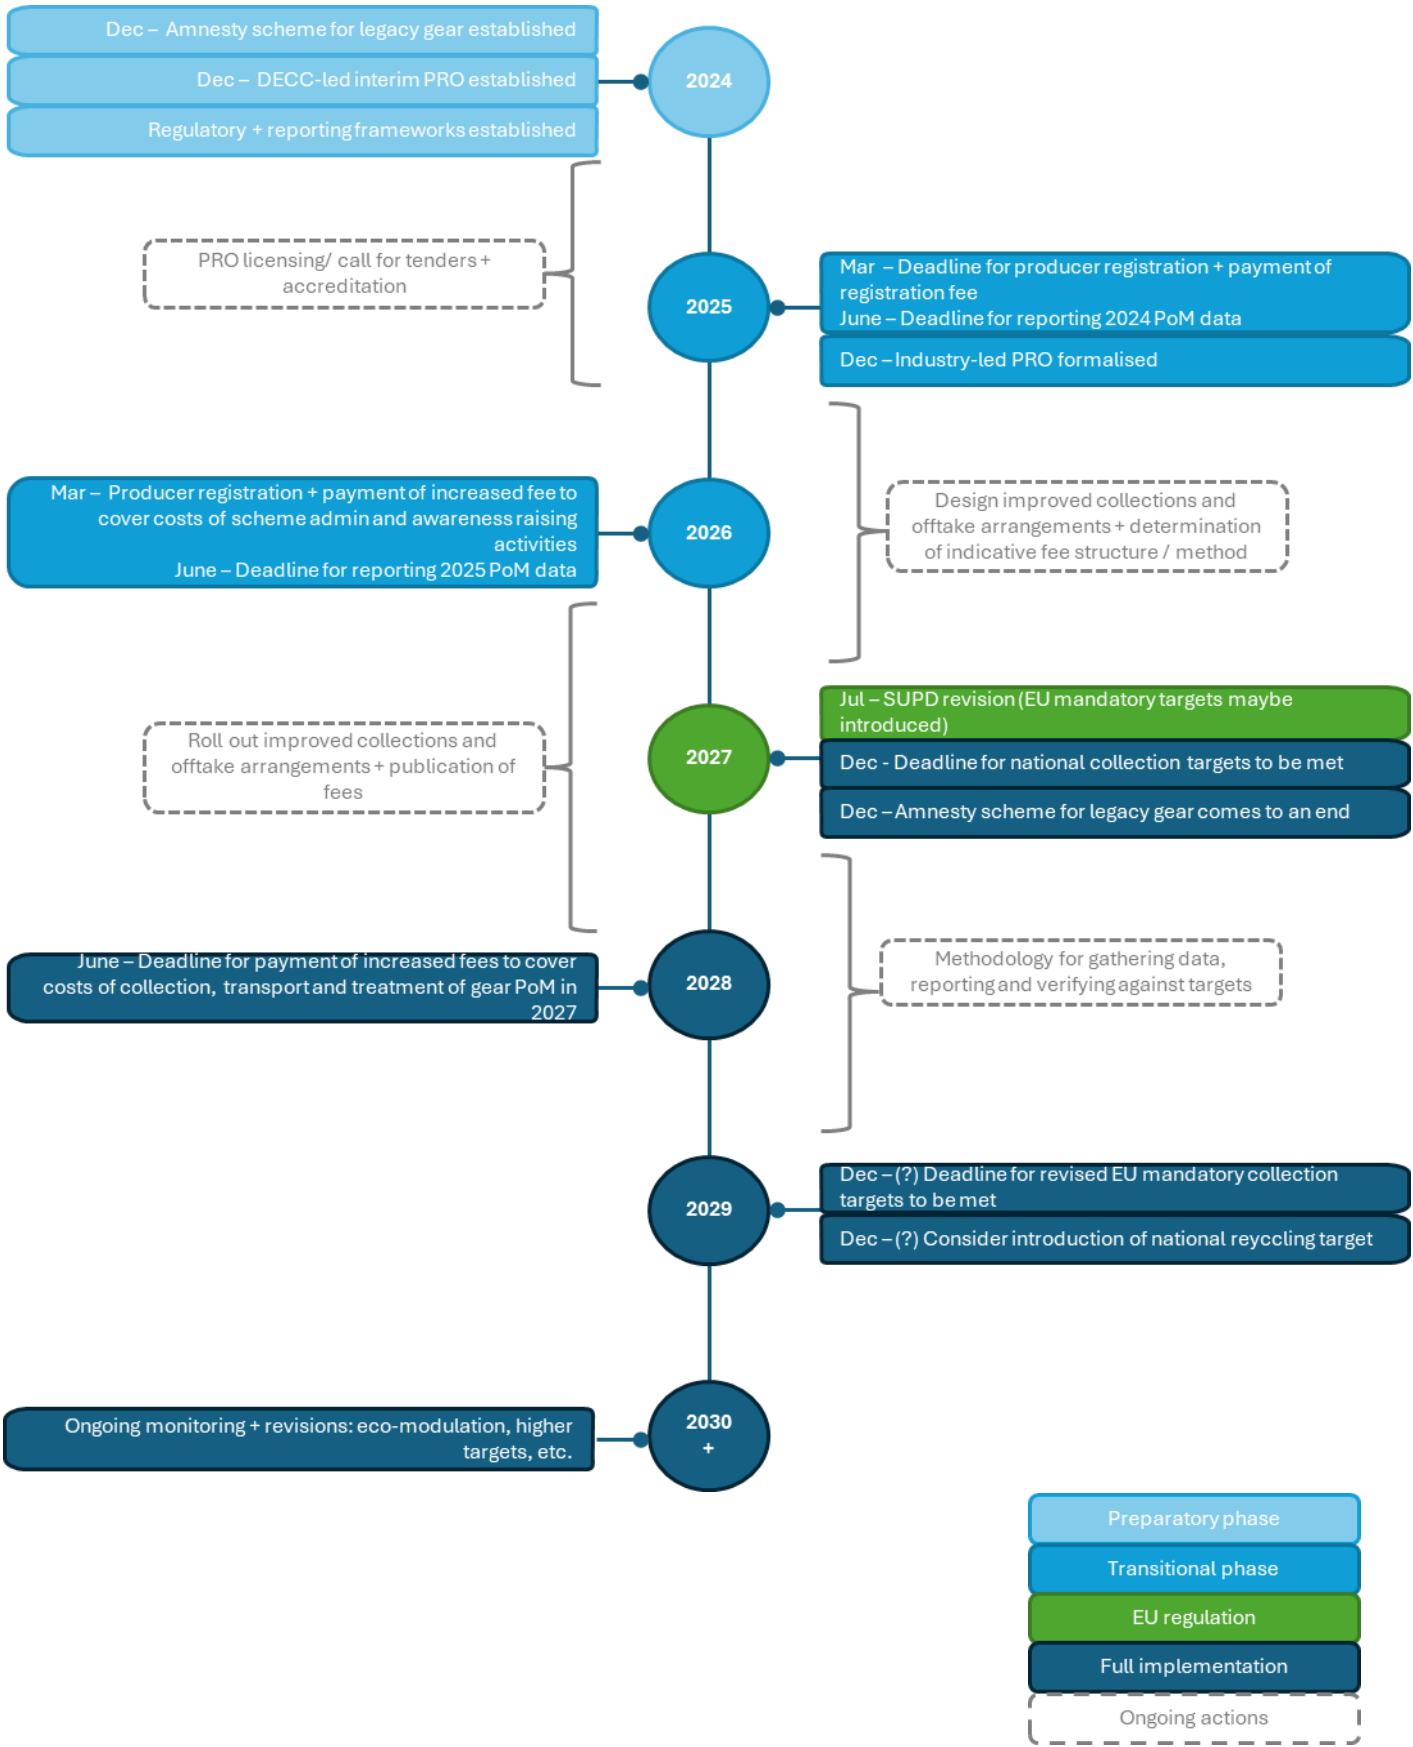 Dec – Amnesty scheme for legacy gear established
Dec – DECC-led interim PRO established
Regulatory + reporting frameworks established
2024
PRO licensing/ call for tenders +
accreditation
2025
Mar – Deadline for producer registration + payment of
registration fee
June – Deadline for reporting 2024 PoM data
Dec – Industry-led PRO formalised
Mar – Producer registration + payment of increased fee to
cover costs of scheme admin and awareness raising
activities
June – Deadline for reporting 2025 PoM data
2026
Design improved collections and
offtake arrangements + determination
of indicative fee structure / method
Roll out improved collections and
offtake arrangements + publication of
fees
2027
Jul – SUPD revision (EU mandatory targets maybe
introduced)
Dec - Deadline for national collection targets to be met
Dec – Amnesty scheme for legacy gear comes to an end
June – Deadline for payment of increased fees to cover
costs of collection, transport and treatment of gear PoM in
2027
2028
Methodology for gathering data,
reporting and verifying against targets
2029
Dec – (?) Deadline for revised EU mandatory collection
targets to be met
Dec – (?) Consider introduction of national reyccling target
Ongoing monitoring + revisions: eco-modulation, higher
targets, etc.
2030
+
Preparatory phase
Transitional phase
EU regulation
Full implementation
Ongoing actions